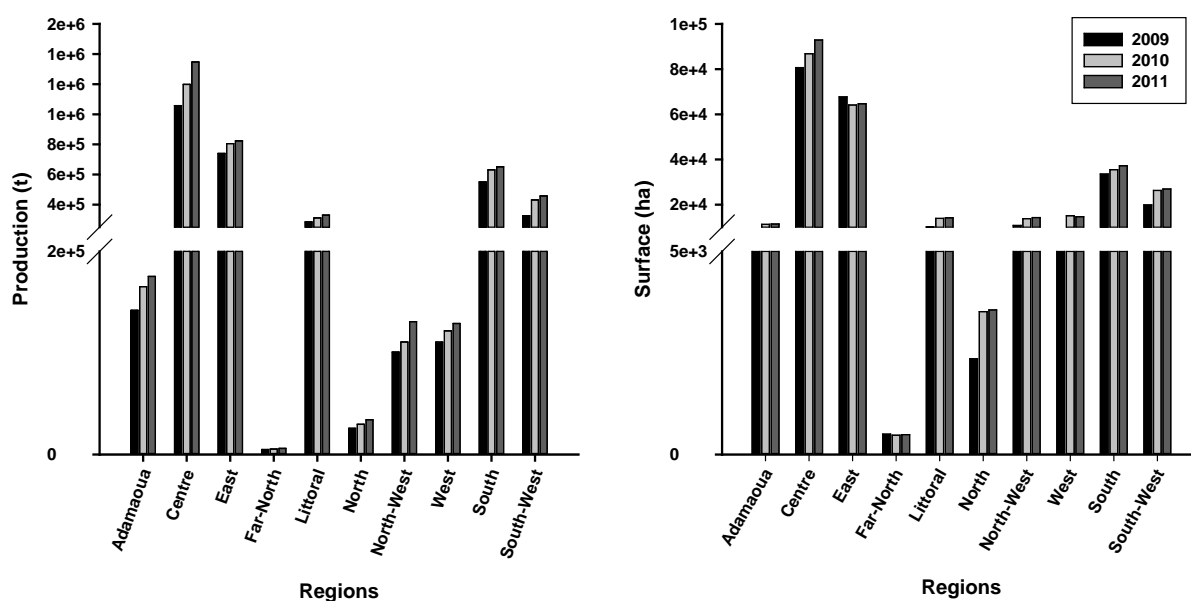 2e+6
1e+6
1e+6
1e+6
8e+5
6e+5
4e+5
2e+5
0
Production (t)
Adamaoua
Centre
East
Far-North
Littoral
North
North-West
West
South
South-West
Regions
1e+5
8e+4
6e+4
4e+4
2e+4
5e+3
0
Surface (ha)
2009
2010
2011
Adamaoua
Centre
East
Far-North
Littoral
North
North-West
West
South
South-West
Regions